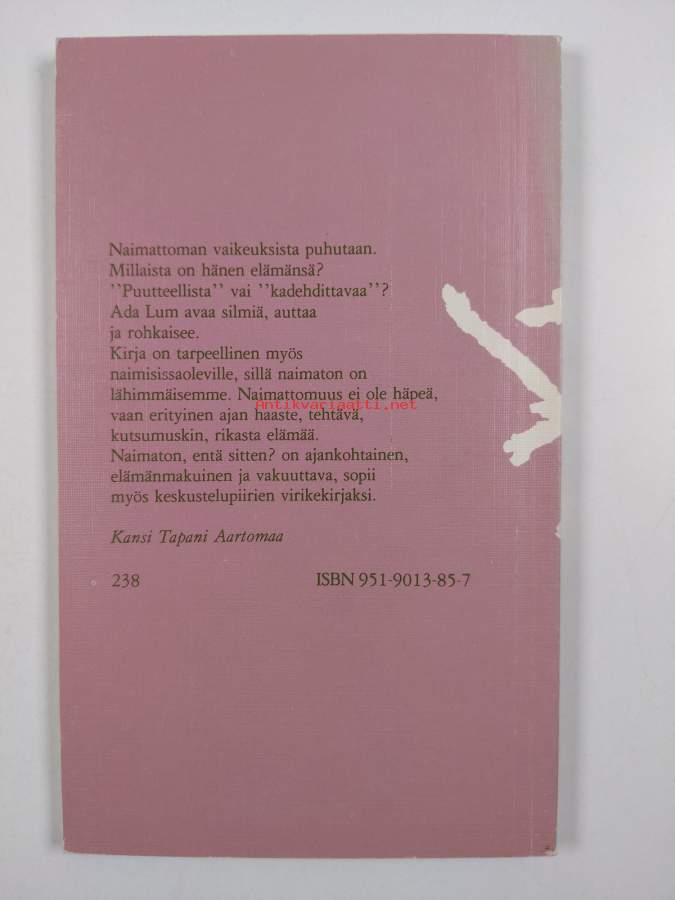 Naimattoman vaikeuksista puhutaan.
Millaista on hänen elämänsä?
''Puutteellista'' vai ''kadehdittavaa''?
Ada Lum avaa silmiä, auttaa
ja rohkaisee.
Kirja on tarpeellinen myös
naimisissaoleville, sillä naimaton on
lähimmäisemme. Naimattomuus ei ole häpeä,
Antikvariaatti.net
vaan erityinen ajan haaste, tehtävä,
kutsumuskin, rikasta elämää.
Naimaton, entä sitten? on ajankohtainen,
elämänmakuinen ja vakuuttava, sopii
myös keskustelupiirien virikekirjaksi.
Kansi Tapani Aartomaa
238 ISBN 951-9013-85-7